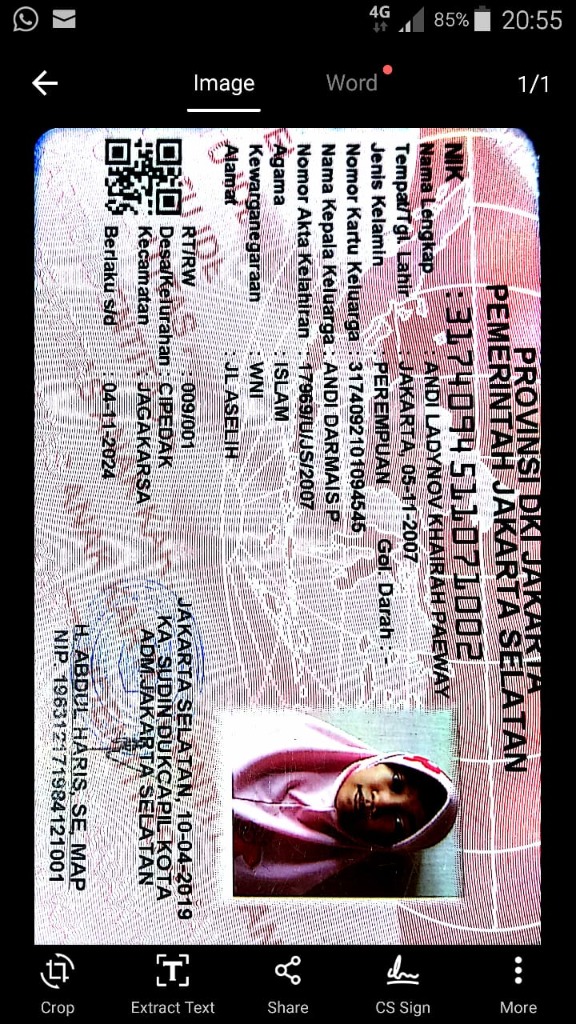 4G 85% 20:55
Image Word 1/1
PROVINSI DKI JAKARTA
PEMERINTAH JAKARTA SELATAN
NIK : 3174094511071002
Nama Lengkap : ANDI LADYNOV KHAIRAH PAEWAY
Tempat/Tgl. Lahir : JAKARTA, 05-11-2007
Jenis Kelamin : PEREMPUAN Gol. Darah : -
Nomor Kartu Keluarga : 3174092101094545
Nama Kepala Keluarga : ANDI DARMAIS P
Nomor Akta Kelahiran : 17969/U/JS/2007
Agama : ISLAM
Kewarganegaraan : WNI
Alamat : JL ASELIH
RT/RW : 009/001
Desa/Kelurahan : CIPEDAK
Kecamatan : JAGAKARSA
Berlaku s/d : 04-11-2024
JAKARTA SELATAN, 10-04-2019
KA. SUDIN DUKCAPIL KOTA
ADM.JAKARTA SELATAN
H. ABDUL HARIS, SE, MAP
NIP. 196312171984121001
Crop Extract Text Share CS Sign More